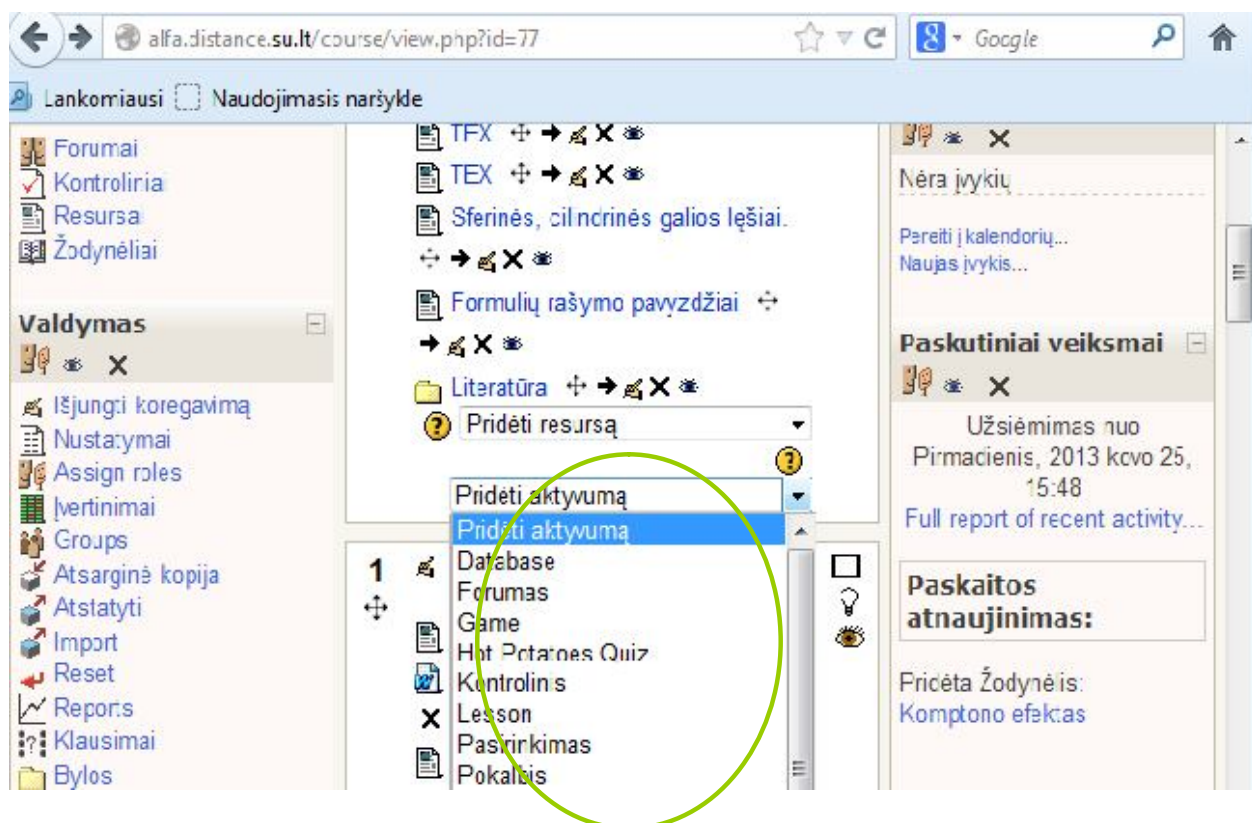 alfa.distance.su.lt/course/view.php?id=77
Google
Lankomiausi Naudojimasis naršykle
Forumai
Kontroliniai
Resursai
Žodynėliai
Valdymas
Išjungti koregavimą
Nustatymai
Assign roles
Įvertinimai
Groups
Atsarginė kopija
Atstatyti
Import
Reset
Reports
Klausimai
Bylos
TEX
TEX
Sferinės, cilindrinės galios lęšiai.
Formulių rašymo pavyzdžiai
Literatūra
Pridėti resursą
Pridėti aktyvumą
Pridėti aktyvumą
Database
Forumas
Game
Hot Potatoes Quiz
Kontrolinis
Lesson
Pasirinkimas
Pokalbis
1
Nėra įvykių
Pereiti į kalendorių...
Naujas įvykis...
Paskutiniai veiksmai
Užsiėmimas nuo
Pirmadienis, 2013 kovo 25,
15:48
Full report of recent activity...
Paskaitos
atnaujinimas:
Pridėta Žodynėlis:
Komptono efektas